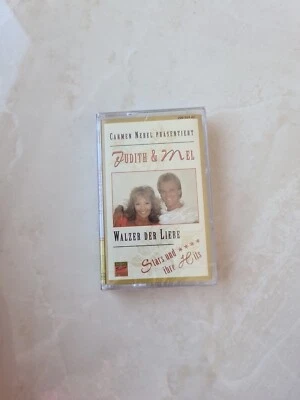 CARMEN NEBEL PRÄSENTIERT
JUDITH & MEL
WALZER DER LIEBE
Stars und
ihre Hits